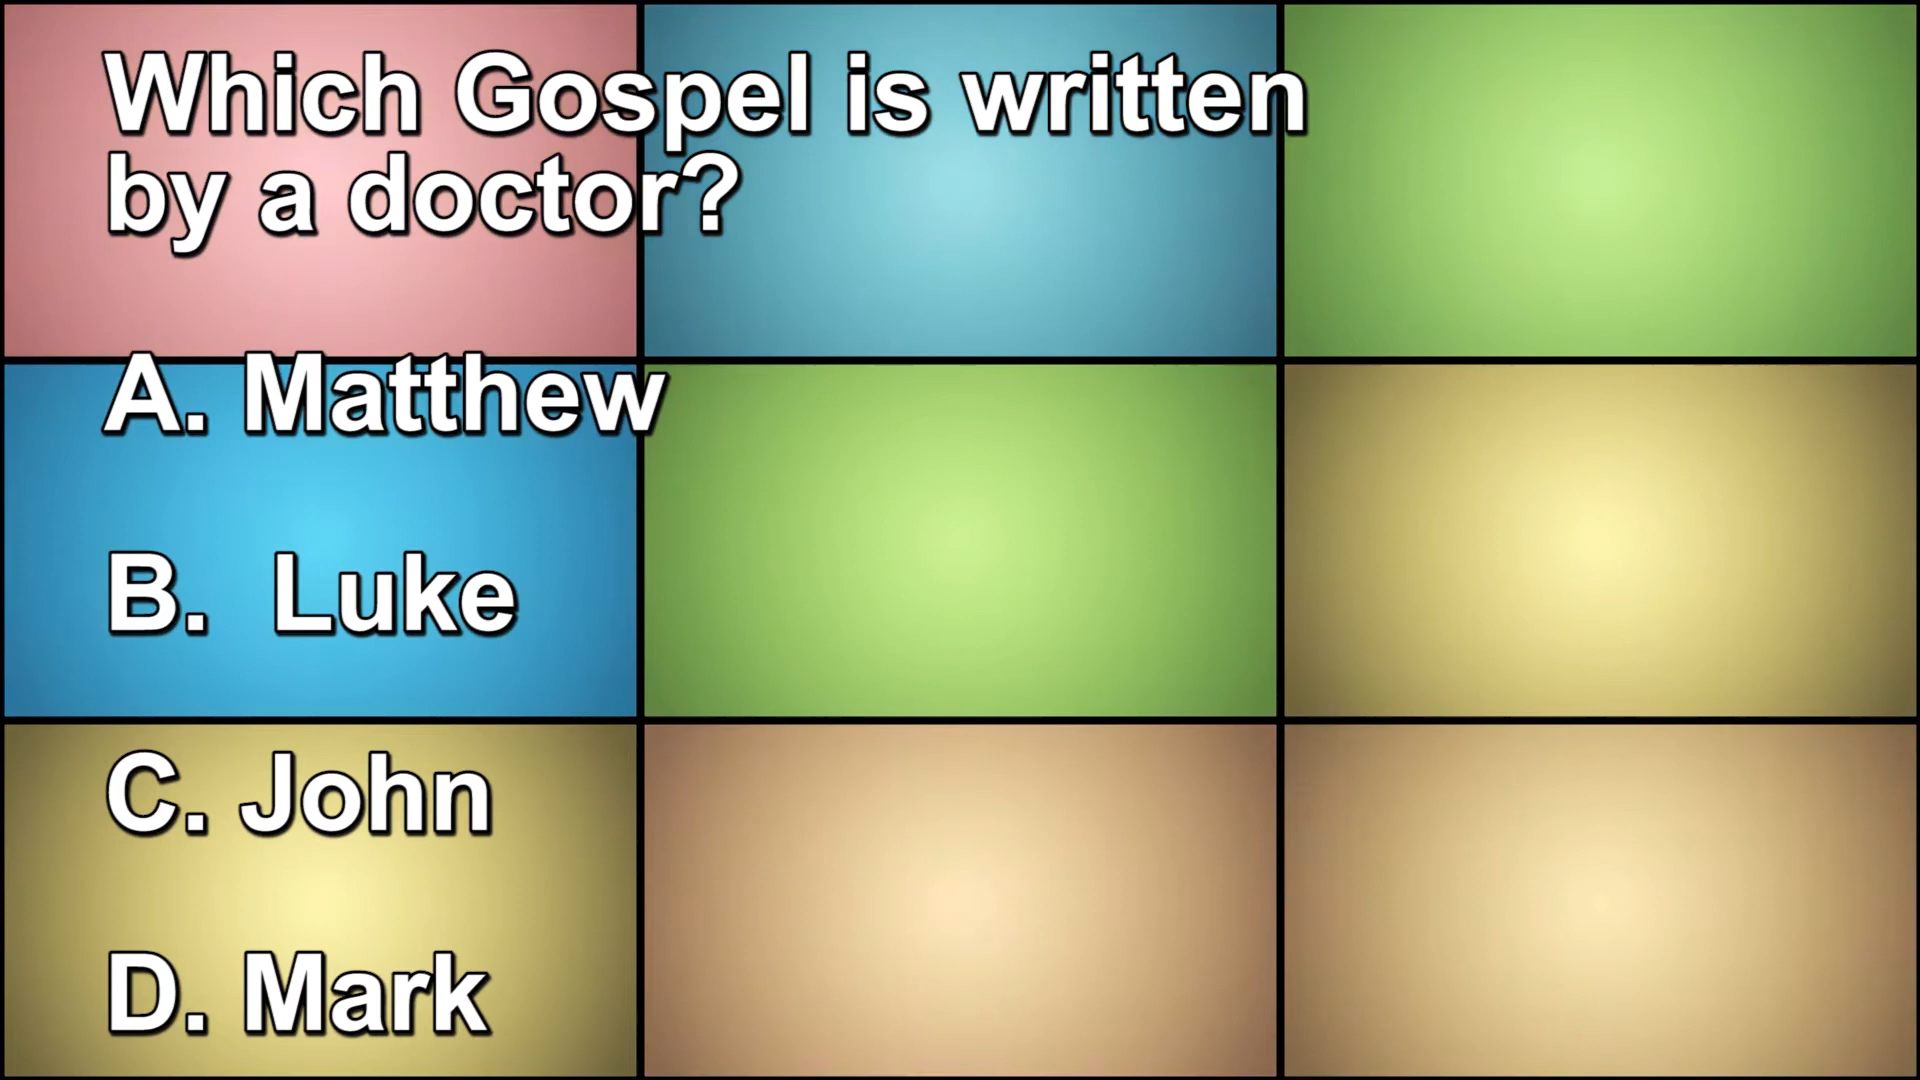 Which Gospel is written
by a doctor?
A. Matthew
B. Luke
C. John
D. Mark